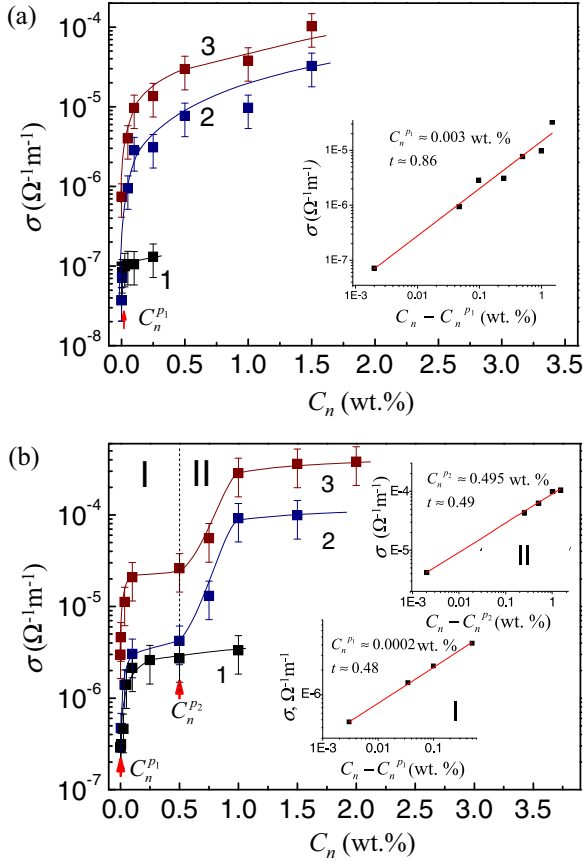 (a)
10⁻⁴
10⁻⁵
10⁻⁶
10⁻⁷
10⁻⁸
σ (Ω⁻¹m⁻¹)
3
2
1
C_n^{p₁}
0.0 0.5 1.0 1.5 2.0 2.5 3.0 3.5
C_n (wt.%)
C_n^{p₁} ≈ 0.003 wt. %
t ≈ 0.86
1E-5
1E-6
1E-7
σ (Ω⁻¹m⁻¹)
1E-3 0.01 0.1 1
C_n − C_n^{p₁} (wt. %)
(b)
I II
10⁻⁴
10⁻⁵
10⁻⁶
10⁻⁷
σ (Ω⁻¹m⁻¹)
3
2
1
C_n^{p₁}
C_n^{p₂}
0.0 0.5 1.0 1.5 2.0 2.5 3.0 3.5
C_n (wt.%)
C_n^{p₂} ≈ 0.495 wt. %
t ≈ 0.49
II
1E-4
1E-5
σ (Ω⁻¹m⁻¹)
1E-3 0.01 0.1 1
C_n − C_n^{p₂} (wt. %)
C_n^{p₁} ≈ 0.0002 wt. %
t ≈ 0.48
I
1E-6
σ, Ω⁻¹m⁻¹
1E-3 0.01 0.1
C_n − C_n^{p₁} (wt. %)